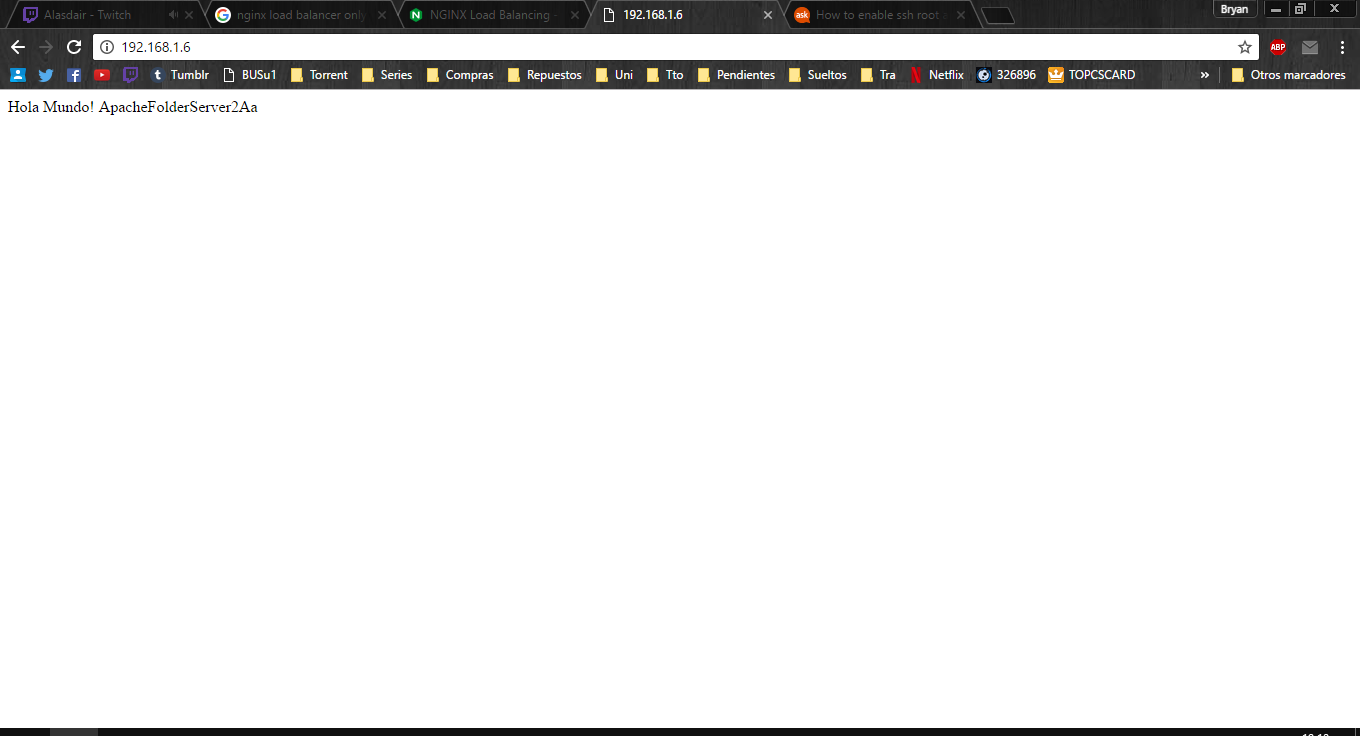 Alasdair - Twitch
nginx load balancer only
NGINX Load Balancing -
192.168.1.6
ask
How to enable ssh root
Bryan
192.168.1.6
ABP
Tumblr
BUSu1
Torrent
Series
Compras
Repuestos
Uni
Tto
Pendientes
Sueltos
Tra
Netflix
326896
TOPCSCARD
»
Otros marcadores
Hola Mundo! ApacheFolderServer2Aa